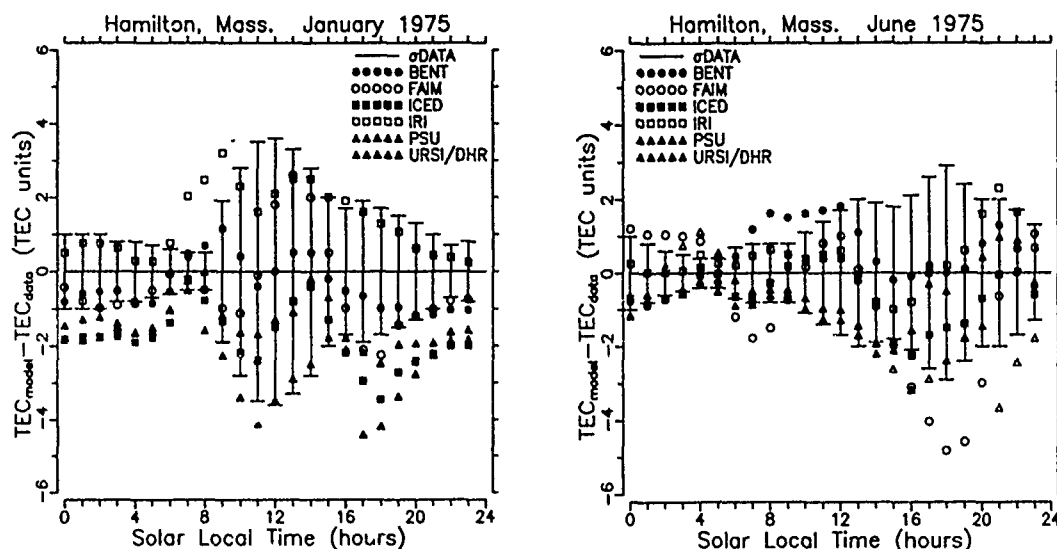 Hamilton, Mass. January 1975
TEC_model−TEC_data (TEC units)
6
4
2
0
-2
-4
-6
σDATA
BENT
FAIM
ICED
IRI
PSU
URSI/DHR
0 4 8 12 16 20 24
Solar Local Time (hours)
Hamilton, Mass. June 1975
TEC_model−TEC_data (TEC units)
6
4
2
0
-2
-4
-6
σDATA
BENT
FAIM
ICED
IRI
PSU
URSI/DHR
0 4 8 12 16 20 24
Solar Local Time (hours)